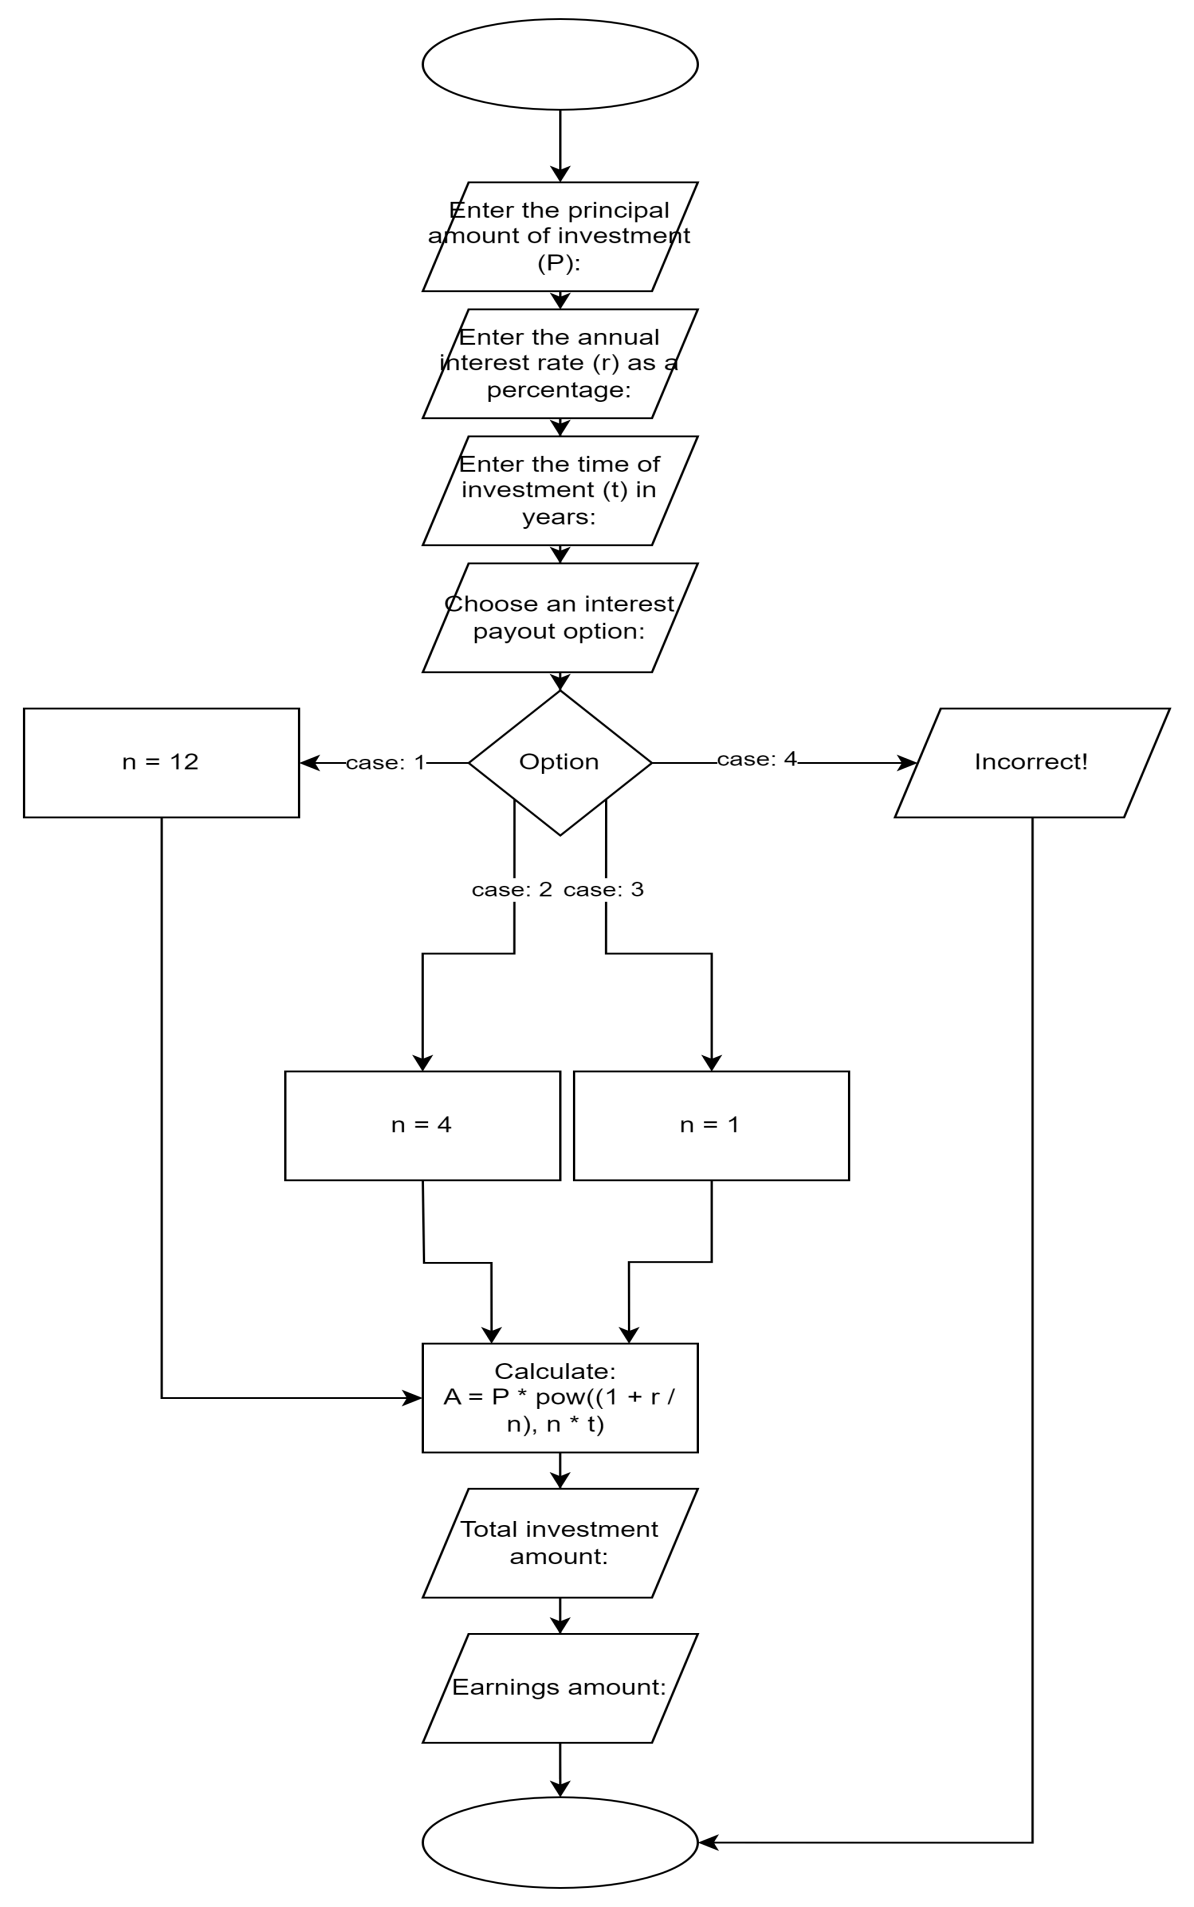 Enter the principal
amount of investment
(P):
Enter the annual
interest rate (r) as a
percentage:
Enter the time of
investment (t) in
years:
Choose an interest
payout option:
n = 12
case: 1
Option
case: 4
Incorrect!
case: 2
case: 3
n = 4
n = 1
Calculate:
A = P * pow((1 + r /
n), n * t)
Total investment
amount:
Earnings amount: